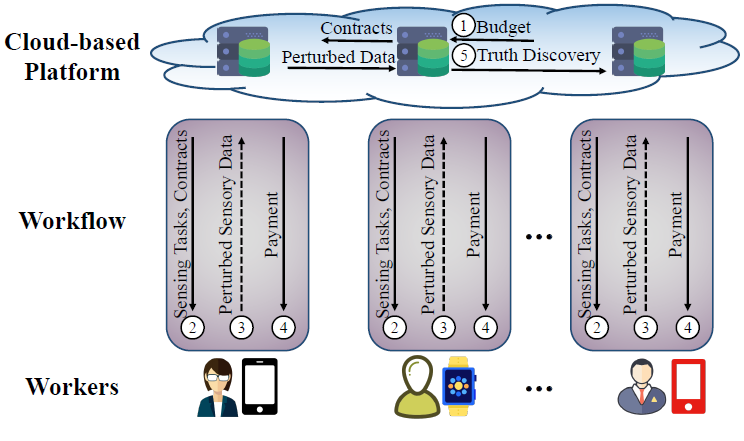 Cloud-based
Platform
Contracts
1
Budget
Perturbed Data
5
Truth Discovery
Workflow
Sensing Tasks, Contracts
Perturbed Sensory Data
Payment
2
3
4
Sensing Tasks, Contracts
Perturbed Sensory Data
Payment
2
3
4
...
Sensing Tasks, Contracts
Perturbed Sensory Data
Payment
2
3
4
Workers
...